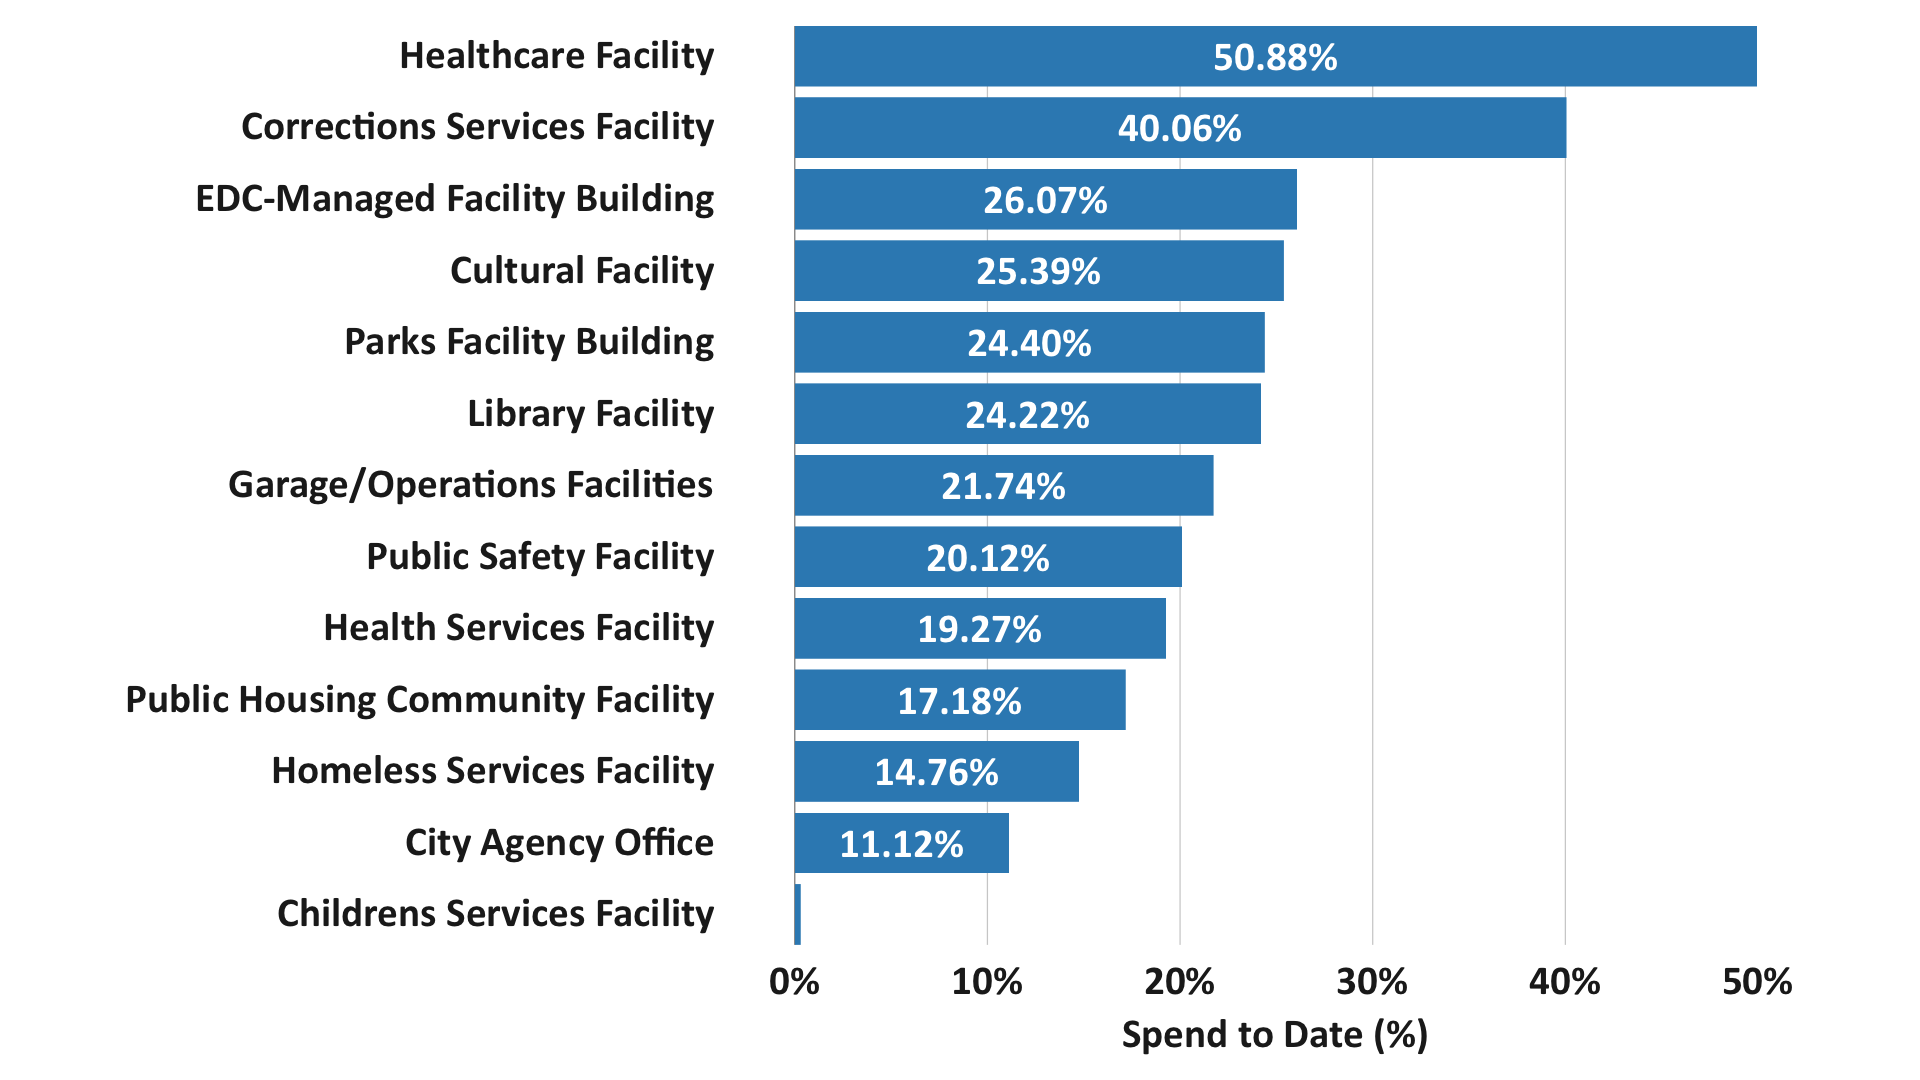 Healthcare Facility 50.88%
Corrections Services Facility 40.06%
EDC-Managed Facility Building 26.07%
Cultural Facility 25.39%
Parks Facility Building 24.40%
Library Facility 24.22%
Garage/Operations Facilities 21.74%
Public Safety Facility 20.12%
Health Services Facility 19.27%
Public Housing Community Facility 17.18%
Homeless Services Facility 14.76%
City Agency Office 11.12%
Childrens Services Facility
0% 10% 20% 30% 40% 50%
Spend to Date (%)